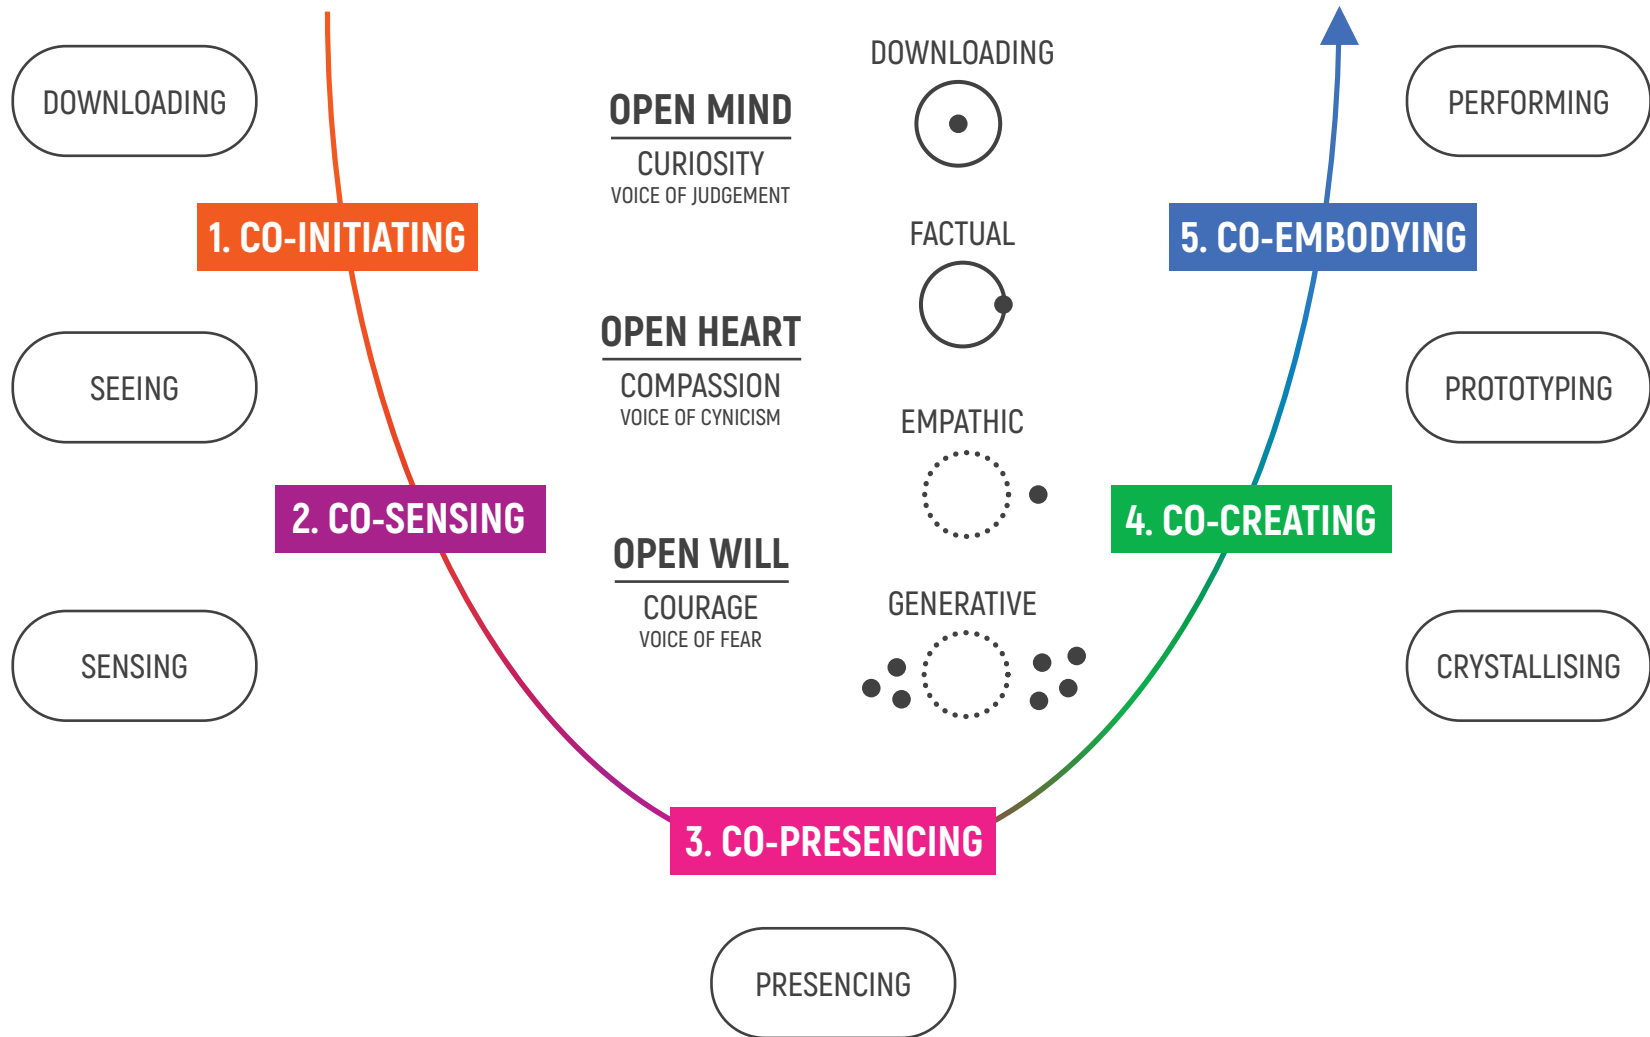 DOWNLOADING
1. CO-INITIATING
SEEING
2. CO-SENSING
SENSING
3. CO-PRESENCING
PRESENCING
OPEN MIND
CURIOSITY
VOICE OF JUDGEMENT
OPEN HEART
COMPASSION
VOICE OF CYNICISM
OPEN WILL
COURAGE
VOICE OF FEAR
DOWNLOADING
FACTUAL
EMPATHIC
GENERATIVE
PERFORMING
5. CO-EMBODYING
PROTOTYPING
4. CO-CREATING
CRYSTALLISING